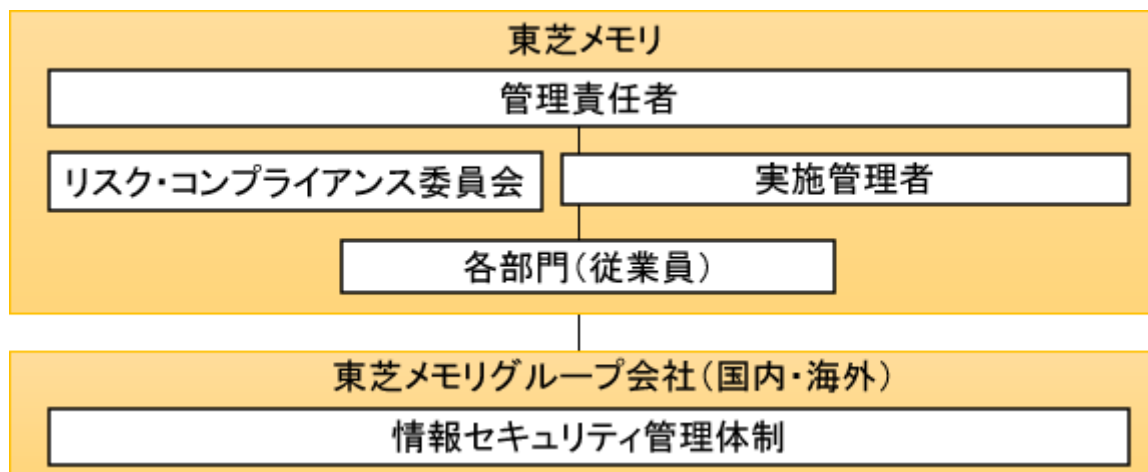 東芝メモリ
管理責任者
リスク・コンプライアンス委員会
実施管理者
各部門(従業員)
東芝メモリグループ会社(国内・海外)
情報セキュリティ管理体制